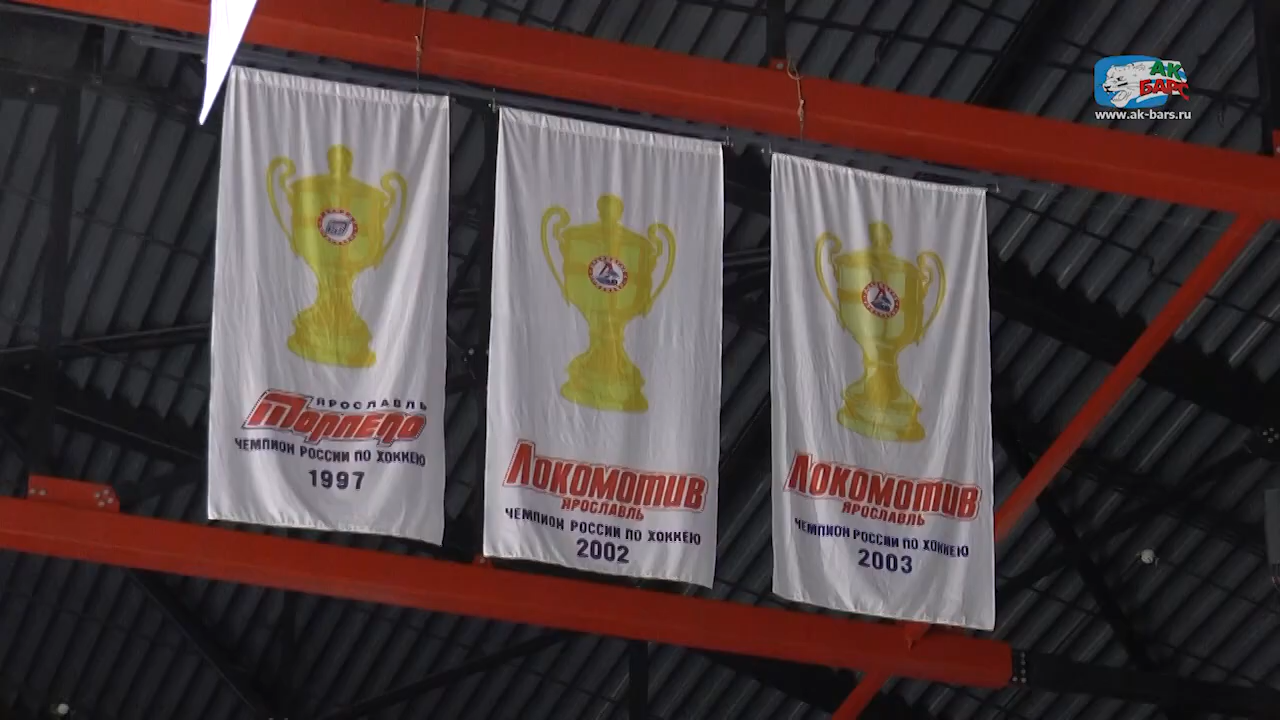 АК
БАРС
www.ak-bars.ru
ЯРОСЛАВЛЬ
Торпедо
ЧЕМПИОН РОССИИ ПО ХОККЕЮ
1997
ЛОКОМОТИВ
ЯРОСЛАВЛЬ
ЧЕМПИОН РОССИИ ПО ХОККЕЮ
2002
ЛОКОМОТИВ
ЯРОСЛАВЛЬ
ЧЕМПИОН РОССИИ ПО ХОККЕЮ
2003